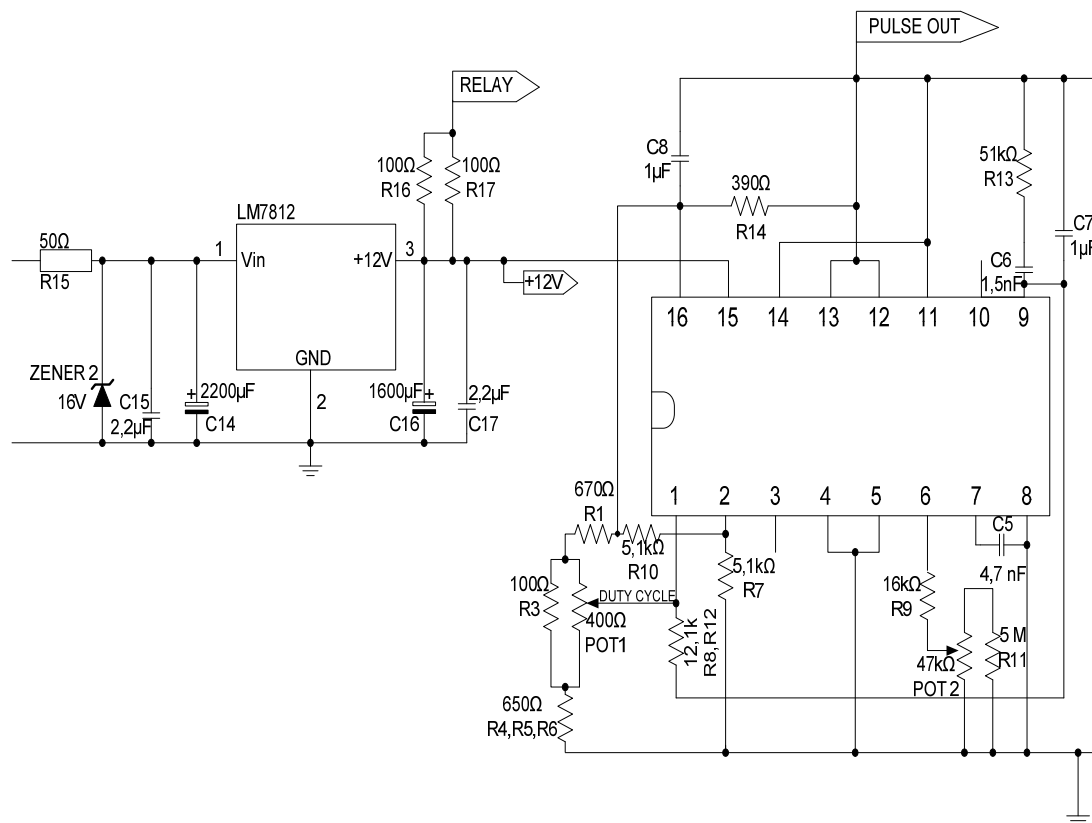 PULSE OUT
RELAY
C8
1µF
100Ω
R16
100Ω
R17
390Ω
R14
51kΩ
R13
C7
1µF
C6
1,5nF
LM7812
50Ω
R15
1
Vin
+12V
3
+12V
GND
2
ZENER 2
16V
C15
2,2µF
+
2200µF
C14
1600µF
+
C16
2,2µF
C17
16 15 14 13 12 11 10 9
1 2 3 4 5 6 7 8
670Ω
R1
5,1kΩ
R10
5,1kΩ
R7
C5
4,7 nF
100Ω
R3
DUTY CYCLE
400Ω
POT1
12,1k
R8,R12
16kΩ
R9
47kΩ
POT 2
5 M
R11
650Ω
R4,R5,R6